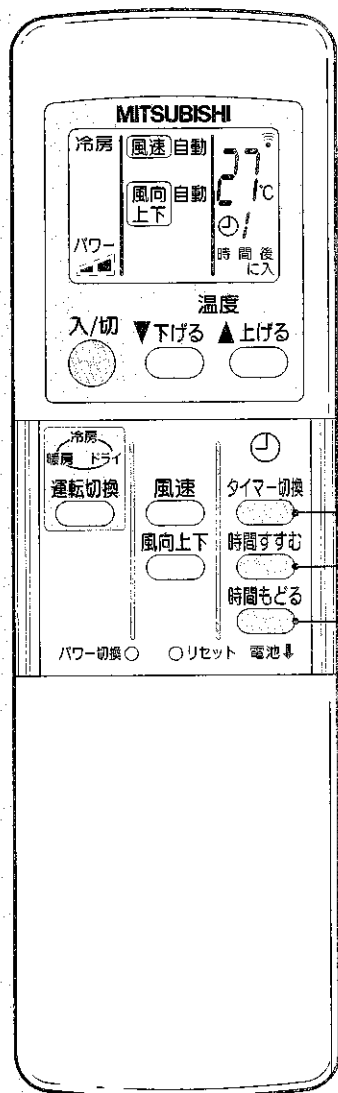 MITSUBISHI
冷房 風速 自動 27℃
風向上下 自動 1
パワー 時間後に入
温度
入/切 ▼下げる ▲上げる
冷房
暖房 ドライ
運転切換 風速 タイマー切換
風向上下 時間すすむ
時間もどる
パワー切換 リセット 電池⬇